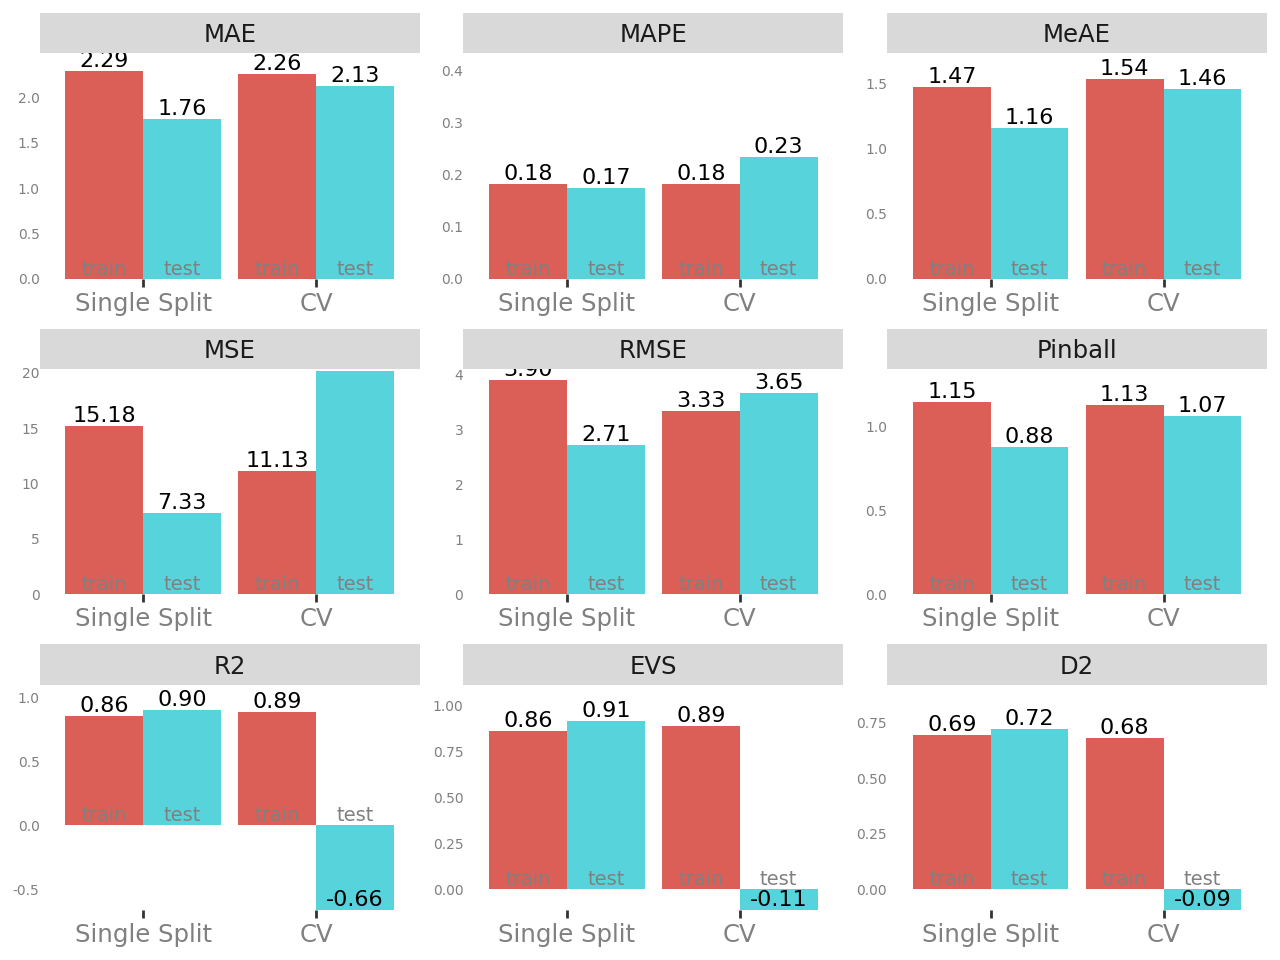 MAE MAPE MeAE
2.29 2.26 2.13 1.76
2.0 1.5 1.0 0.5 0.0
train test train test
Single Split CV
0.4 0.3 0.2 0.1 0.0
0.18 0.17 0.18 0.23
train test train test
Single Split CV
1.5 1.0 0.5 0.0
1.47 1.16 1.54 1.46
train test train test
Single Split CV
MSE RMSE Pinball
20 15 10 5 0
15.18 7.33 11.13
train test train test
Single Split CV
4 3 2 1 0
3.90 2.71 3.33 3.65
train test train test
Single Split CV
1.0 0.5 0.0
1.15 0.88 1.13 1.07
train test train test
Single Split CV
R2 EVS D2
1.0 0.5 0.0 -0.5
0.86 0.90 0.89 -0.66
train test train test
Single Split CV
1.00 0.75 0.50 0.25 0.00
0.86 0.91 0.89 -0.11
train test train test
Single Split CV
0.75 0.50 0.25 0.00
0.69 0.72 0.68 -0.09
train test train test
Single Split CV